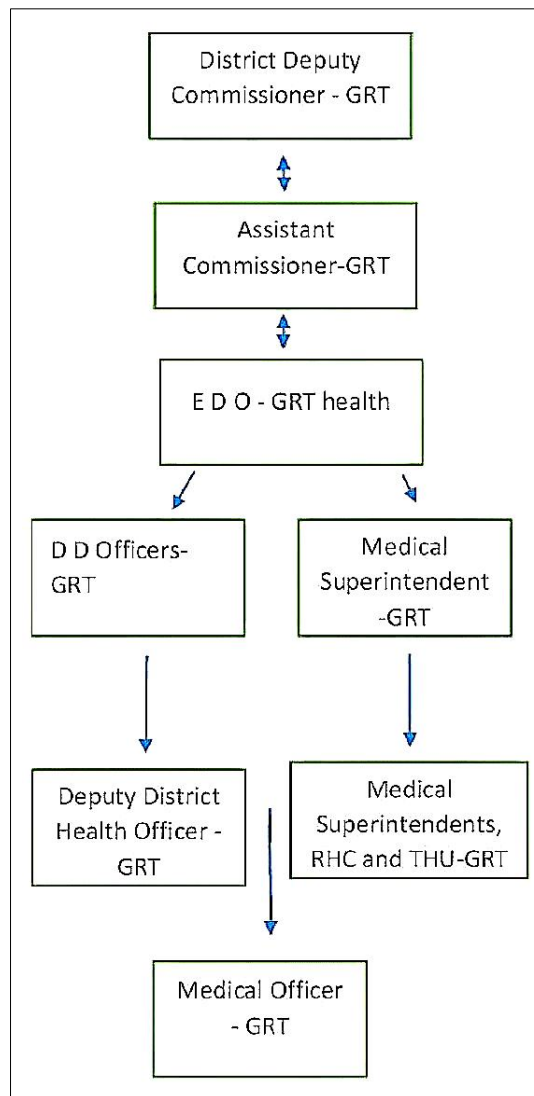 District Deputy
Commissioner - GRT
Assistant
Commissioner-GRT
E D O - GRT health
D D Officers-
GRT
Medical
Superintendent
-GRT
Deputy District
Health Officer -
GRT
Medical
Superintendents,
RHC and THU-GRT
Medical Officer
- GRT